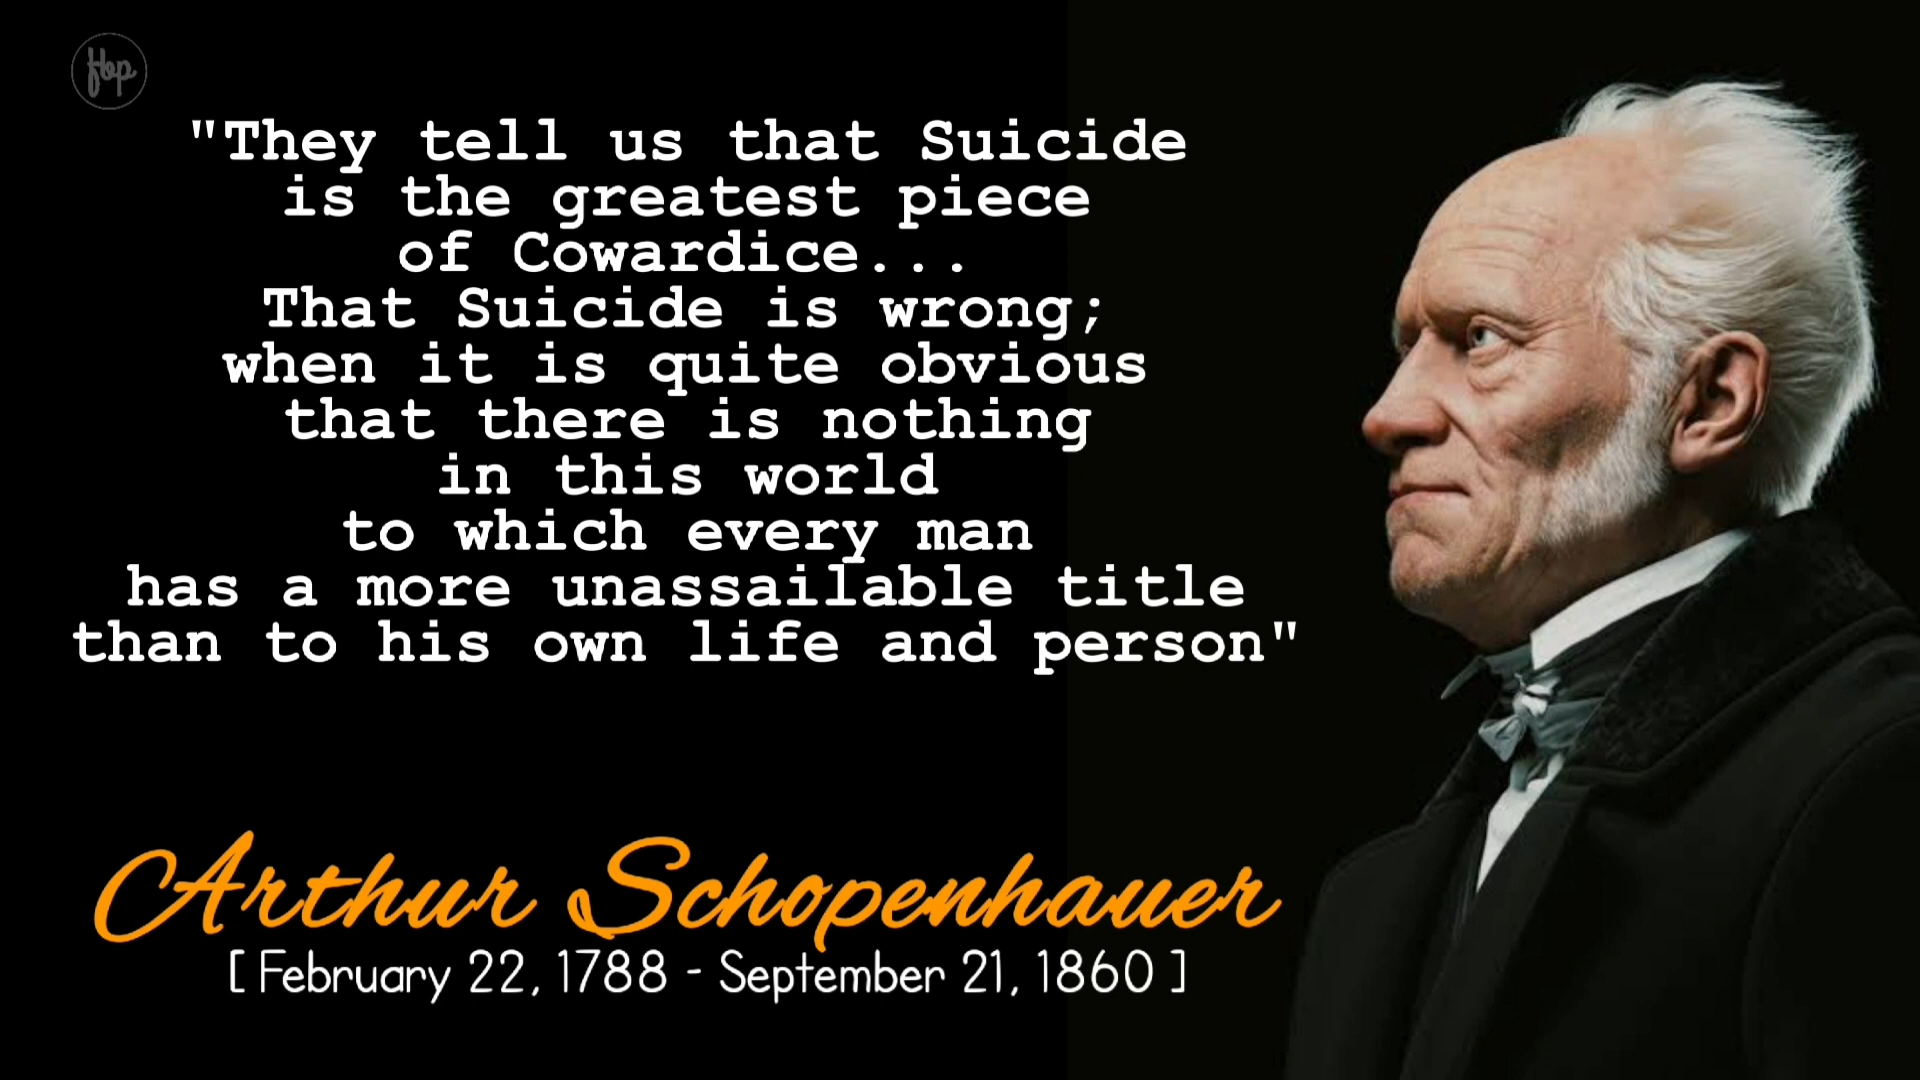 fbp
"They tell us that Suicide
is the greatest piece
of Cowardice...
That Suicide is wrong;
when it is quite obvious
that there is nothing
in this world
to which every man
has a more unassailable title
than to his own life and person"
Arthur Schopenhauer
[ February 22, 1788 - September 21, 1860 ]